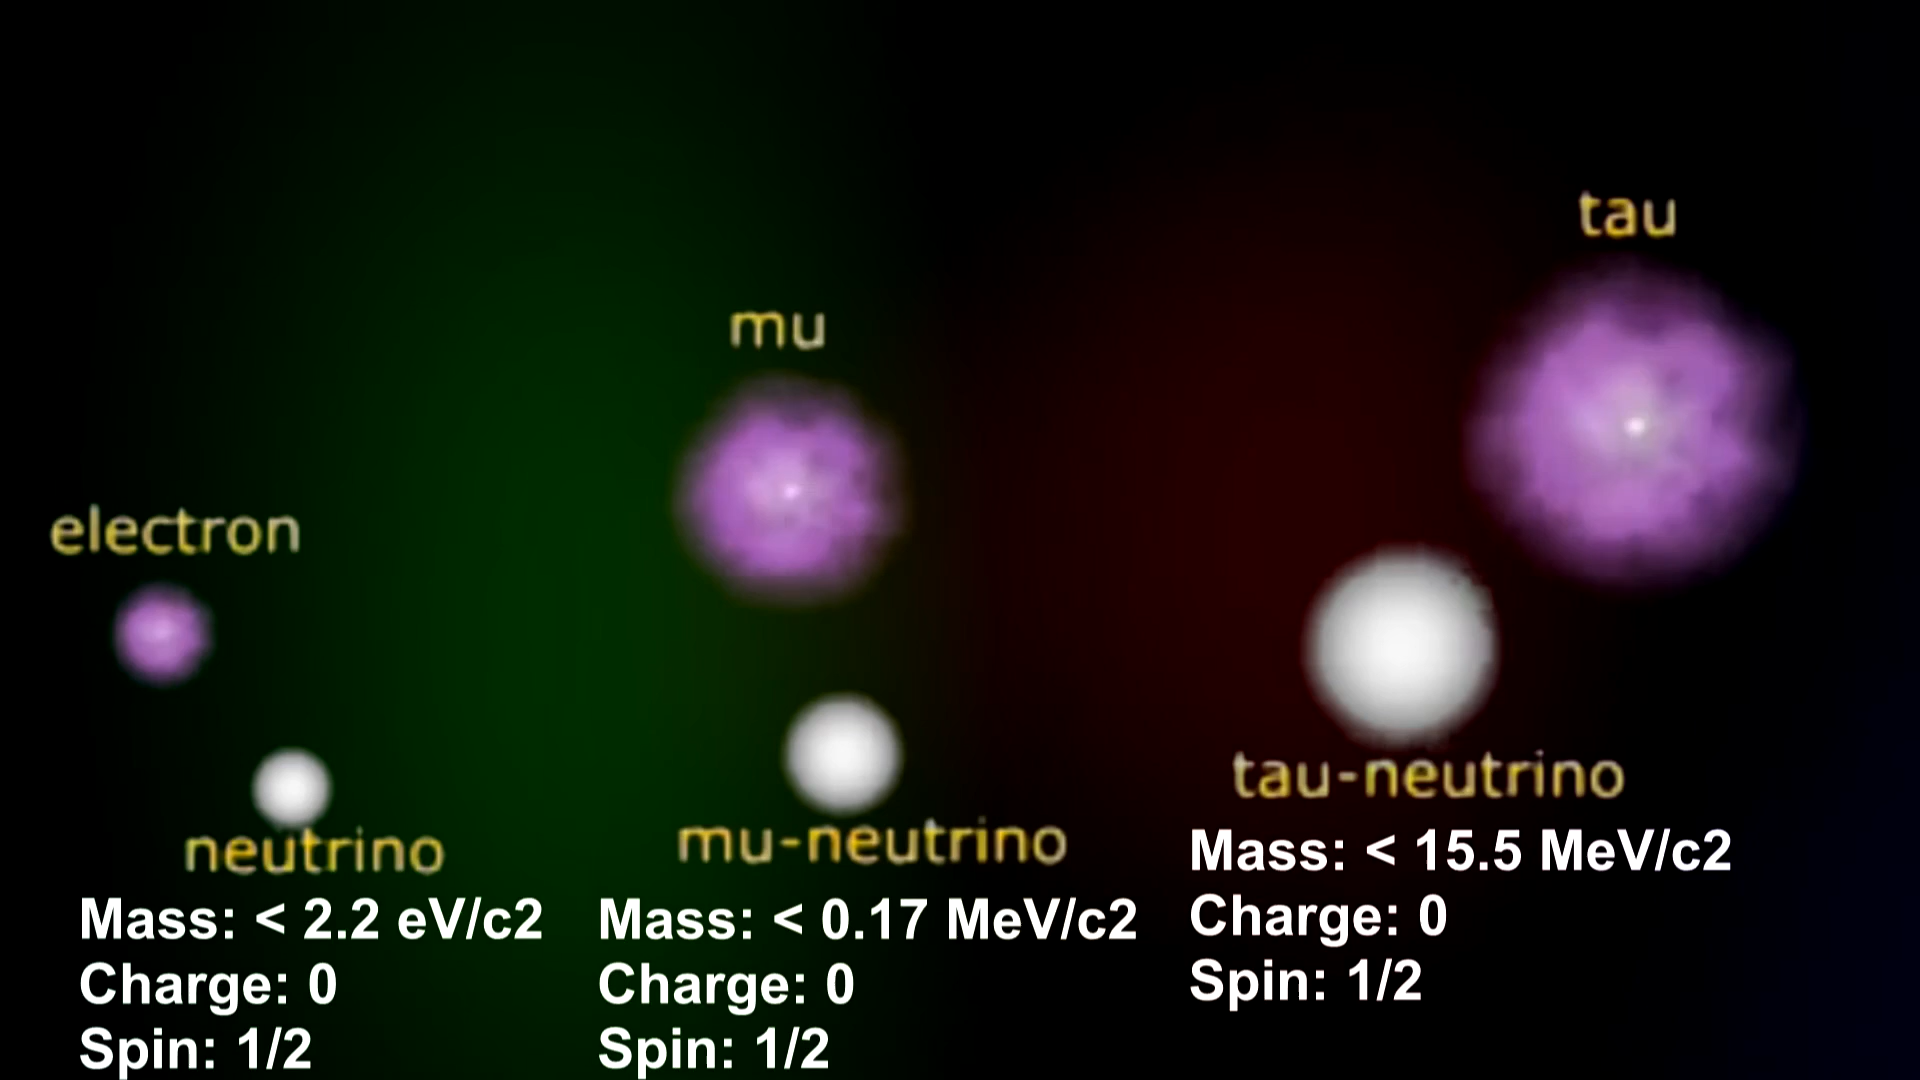 tau
mu
electron
tau-neutrino
mu-neutrino
neutrino
Mass: < 2.2 eV/c2
Charge: 0
Spin: 1/2
Mass: < 0.17 MeV/c2
Charge: 0
Spin: 1/2
Mass: < 15.5 MeV/c2
Charge: 0
Spin: 1/2